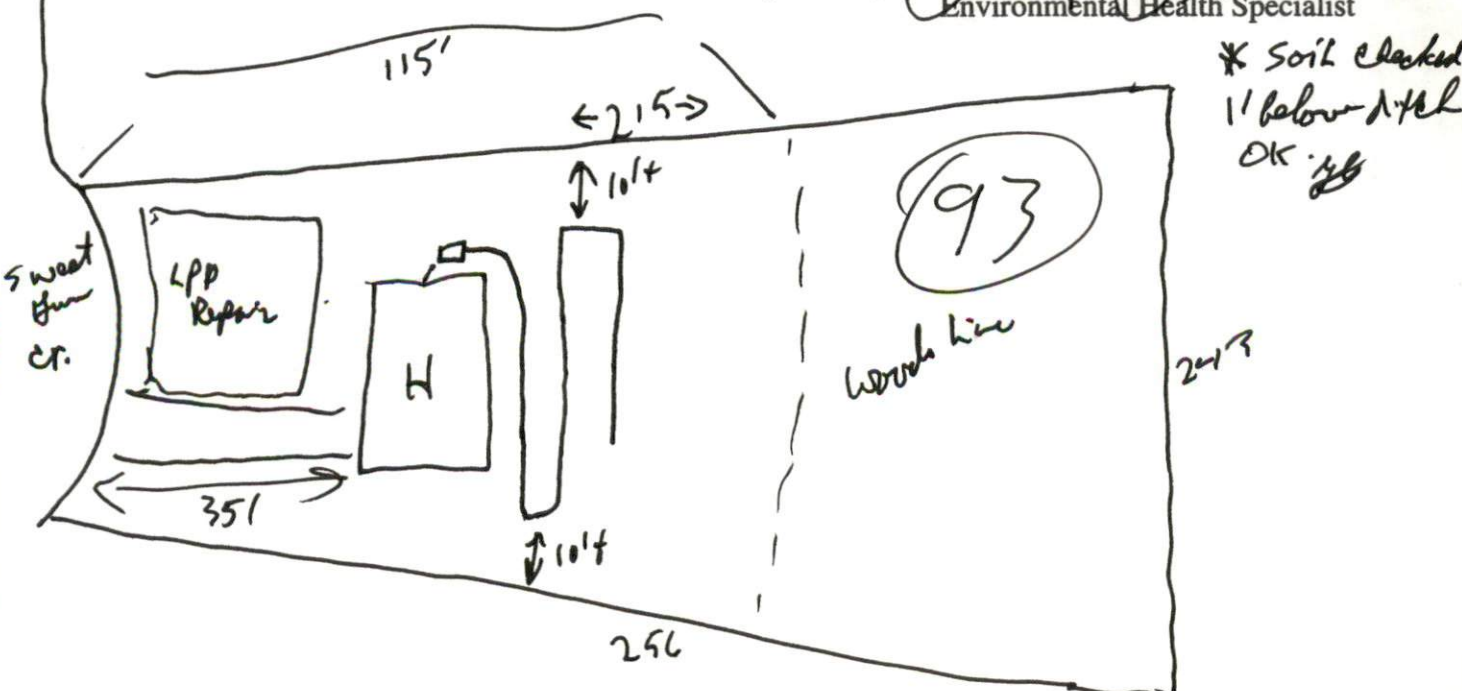 Environmental Health Specialist
* Soil checked
1' below ditch
OK
115'
←215→
10'+
93
Sweet
Gum
CT.
LPP
Repair
H
Woods Line
35'
10'+
256